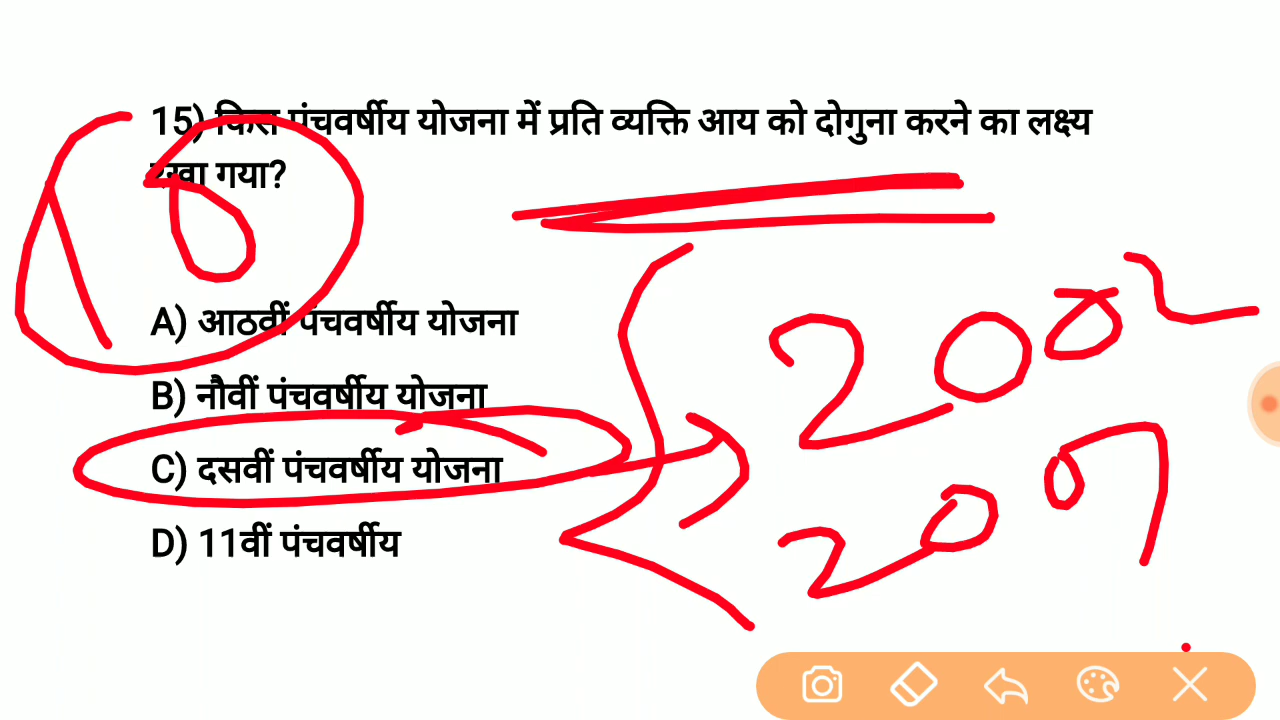 15) किस पंचवर्षीय योजना में प्रति व्यक्ति आय को दोगुना करने का लक्ष्य
रखा गया?
10
A) आठवीं पंचवर्षीय योजना
B) नौवीं पंचवर्षीय योजना
C) दसवीं पंचवर्षीय योजना
D) 11वीं पंचवर्षीय
2002
2007